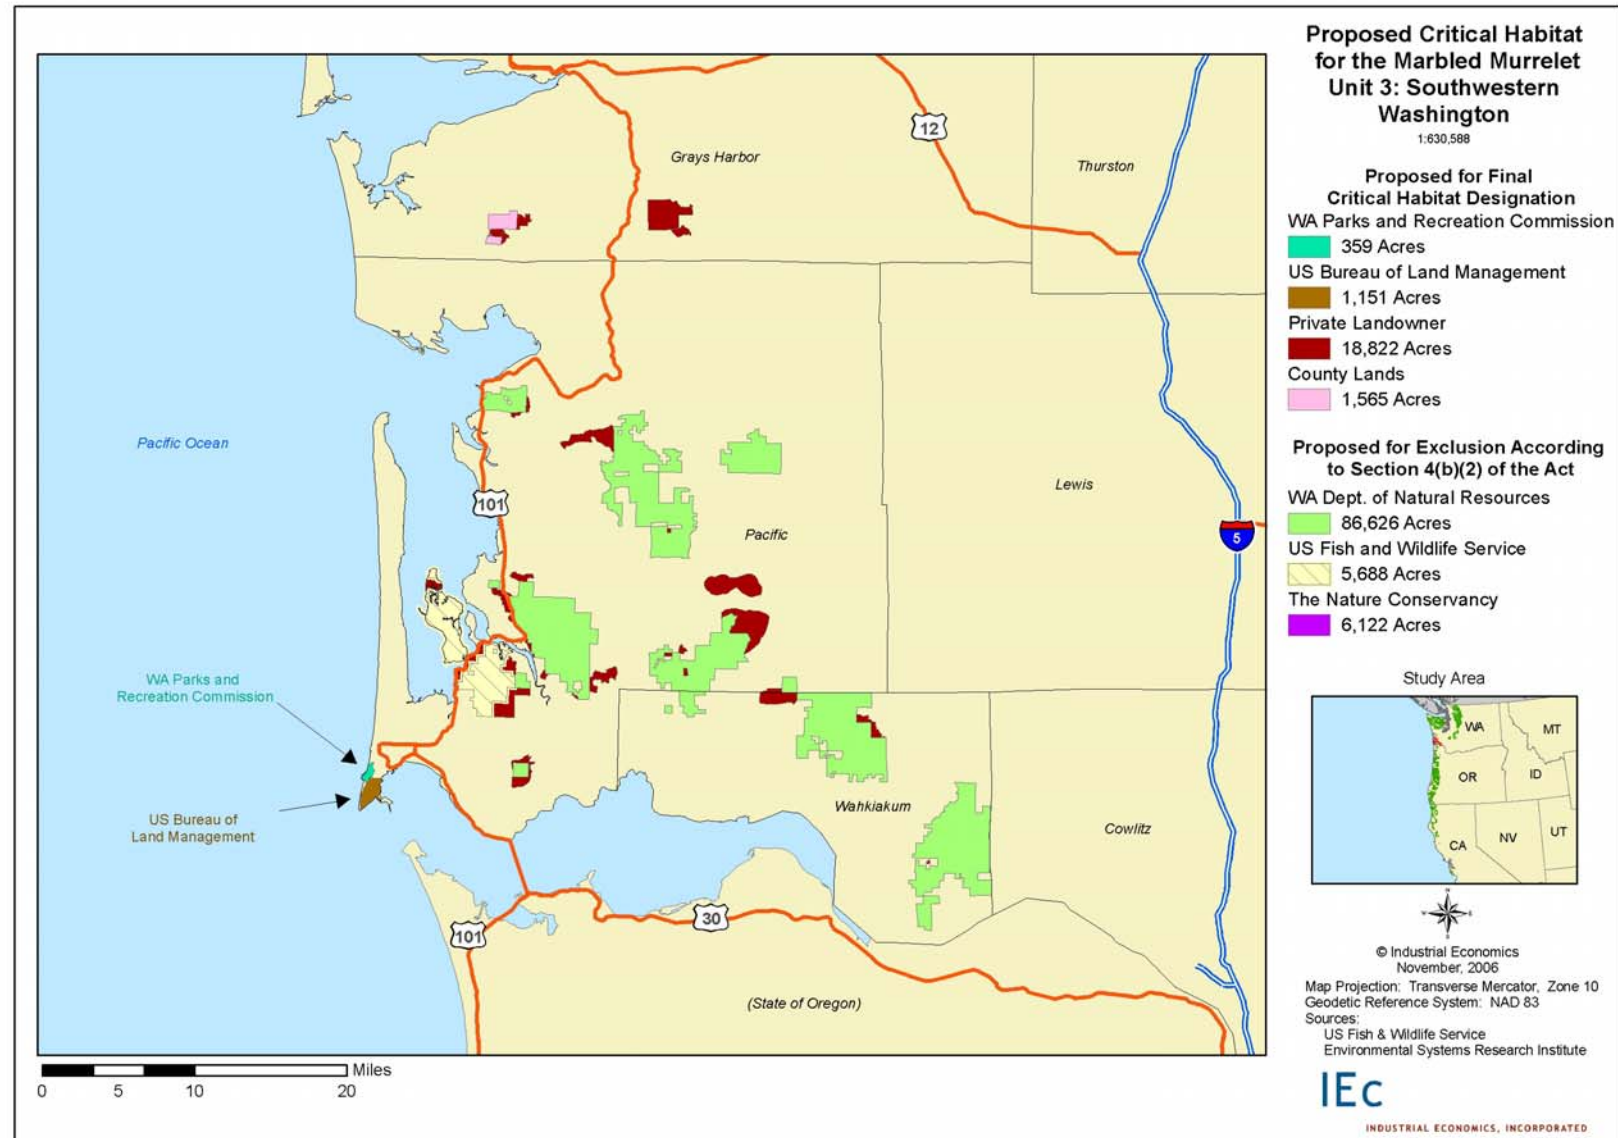 Proposed Critical Habitat
for the Marbled Murrelet
Unit 3: Southwestern
Washington
1:630,588
Proposed for Final
Critical Habitat Designation
WA Parks and Recreation Commission
359 Acres
US Bureau of Land Management
1,151 Acres
Private Landowner
18,822 Acres
County Lands
1,565 Acres
Proposed for Exclusion According
to Section 4(b)(2) of the Act
WA Dept. of Natural Resources
86,626 Acres
US Fish and Wildlife Service
5,688 Acres
The Nature Conservancy
6,122 Acres
Study Area
WA
MT
OR
ID
CA
NV
UT
N
W
E
S
© Industrial Economics
November, 2006
Map Projection: Transverse Mercator, Zone 10
Geodetic Reference System: NAD 83
Sources:
US Fish & Wildlife Service
Environmental Systems Research Institute
IEc
INDUSTRIAL ECONOMICS, INCORPORATED
12
Grays Harbor
Thurston
Pacific Ocean
Lewis
101
Pacific
5
WA Parks and
Recreation Commission
US Bureau of
Land Management
Wahkiakum
Cowlitz
30
101
(State of Oregon)
Miles
0
5
10
20